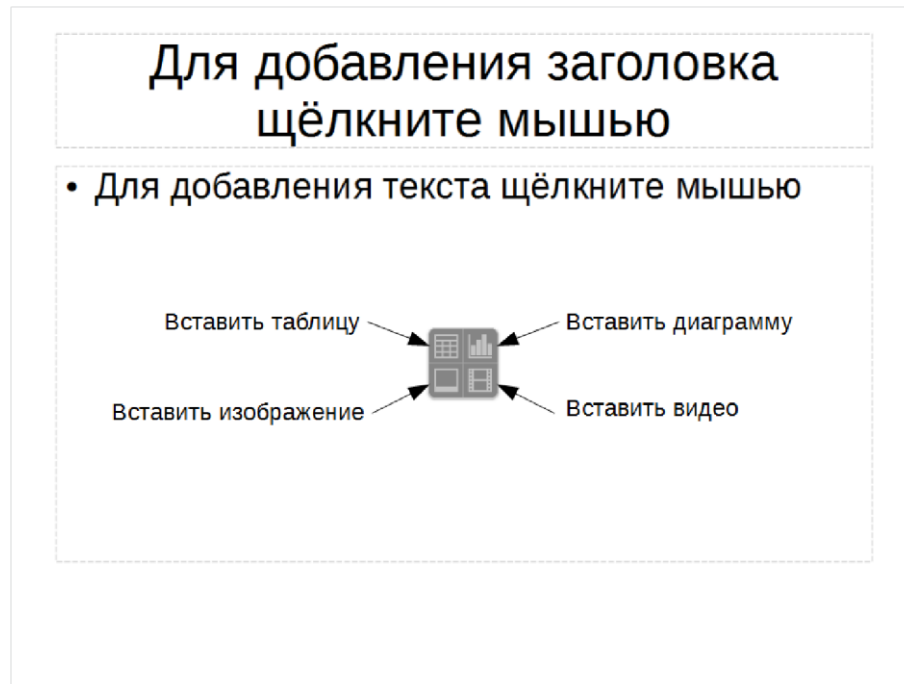 Для добавления заголовка
щёлкните мышью
• Для добавления текста щёлкните мышью
Вставить таблицу
Вставить диаграмму
Вставить изображение
Вставить видео